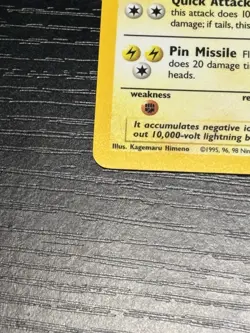 Quick Attack
this attack does 10
damage; if tails, this
Pin Missile Fl
does 20 damage ti
heads.
weakness
re
It accumulates negative io
out 10,000-volt lightning b
Illus. Kagemaru Himeno ©1995, 96, 98 Nin